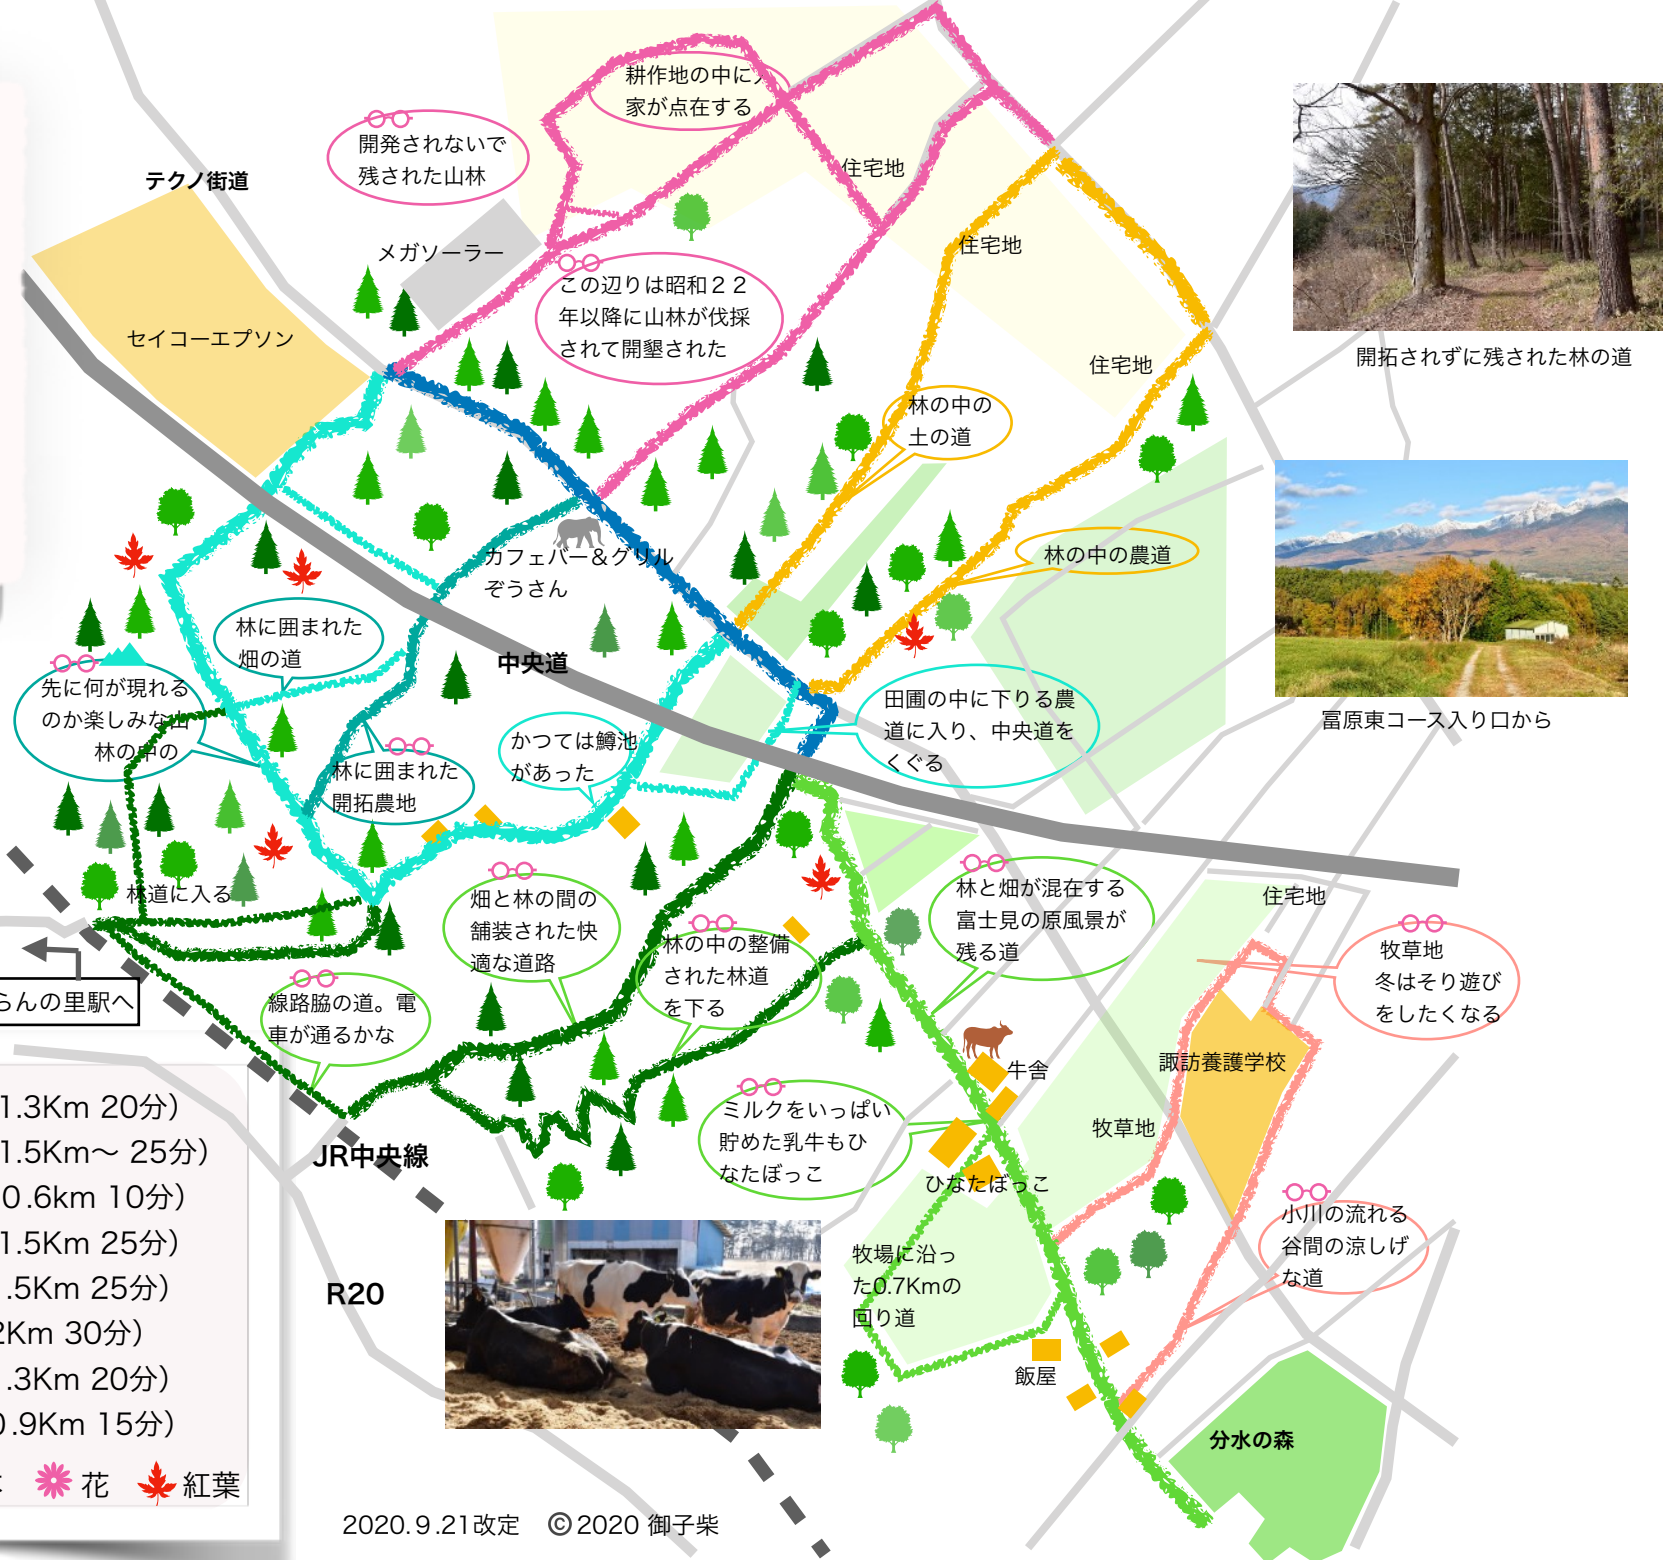 耕作地の中に
家が点在する
開発されないで
残された山林
住宅地
テクノ街道
メガソーラー
住宅地
この辺りは昭和２２
年以降に山林が伐採
されて開墾された
セイコーエプソン
住宅地
開拓されずに残された林の道
林の中の
土の道
カフェバー＆グリル
ぞうさん
林の中の農道
林に囲まれた
畑の道
中央道
先に何が現れる
のか楽しみな山
林の中の
田圃の中に下りる農
道に入り、中央道を
くぐる
冨原東コース入り口から
かつては鱒池
があった
林に囲まれた
開拓農地
林道に入る
畑と林の間の
舗装された快
適な道路
林の中の整備
された林道
を下る
林と畑が混在する
富士見の原風景が
残る道
住宅地
牧草地
冬はそり遊び
をしたくなる
らんの里駅へ
線路脇の道。電
車が通るかな
牛舎
諏訪養護学校
ミルクをいっぱい
貯めた乳牛もひ
なたぼっこ
牧草地
JR中央線
ひなたぼっこ
小川の流れる
谷間の涼しげ
な道
牧場に沿っ
た0.7Kmの
回り道
R20
飯屋
分水の森
1.3Km 20分）
1.5Km〜 25分）
0.6km 10分）
1.5Km 25分）
.5Km 25分）
2Km 30分）
.3Km 20分）
0.9Km 15分）
花 紅葉
2020.９.21改定 ©2020 御子柴